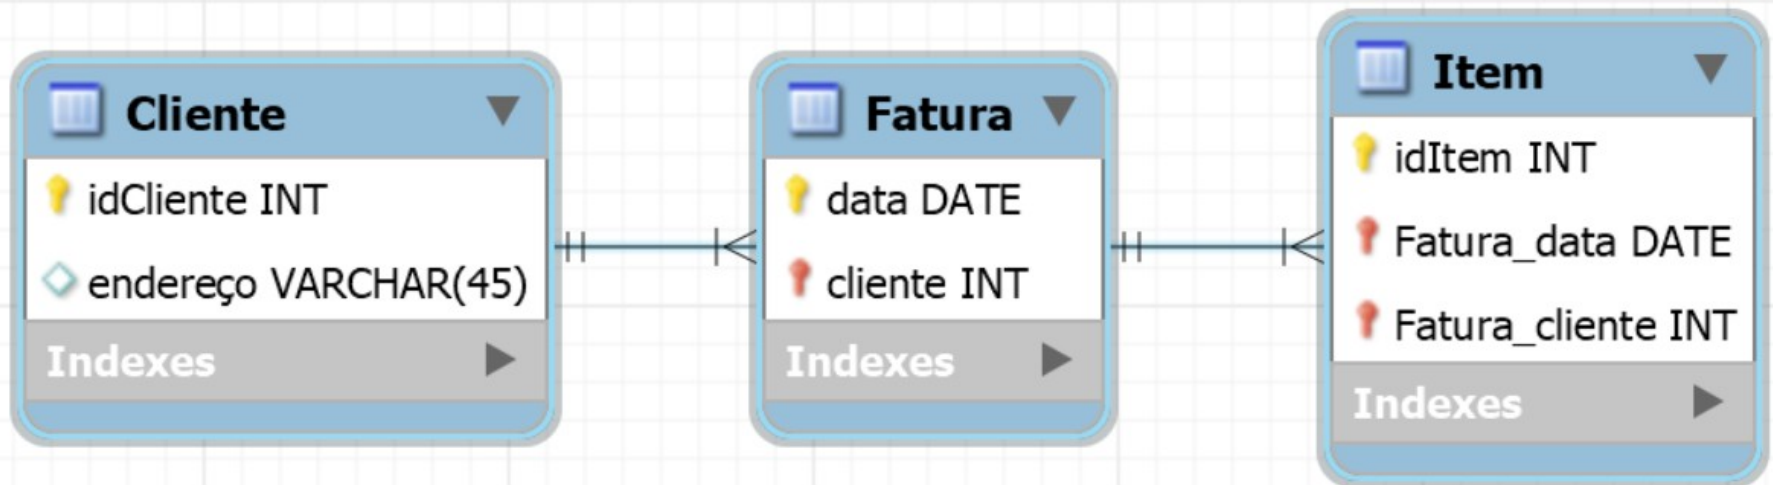 Cliente
idCliente INT
endereço VARCHAR(45)
Indexes
Fatura
data DATE
cliente INT
Indexes
Item
idItem INT
Fatura_data DATE
Fatura_cliente INT
Indexes